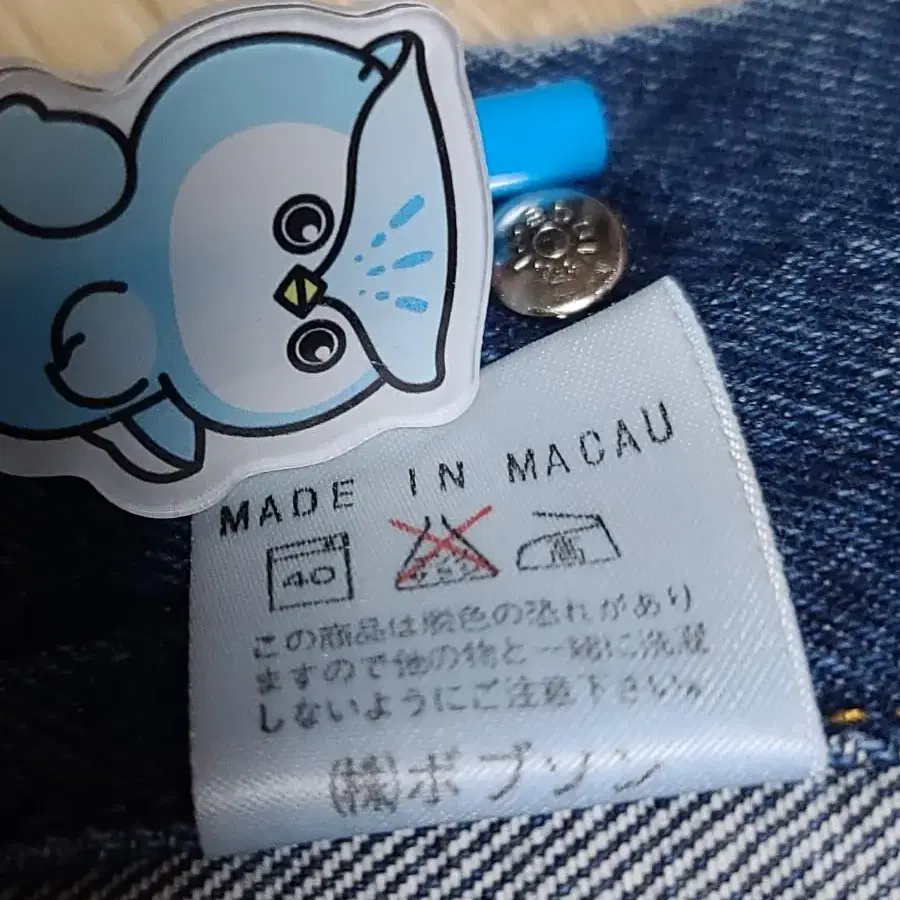 MADE IN MACAU
40 高
この商品は脱色の恐れがあり
ますので他の物と一緒に洗濯
しないようにご注意下さい。
㈱ボブソン